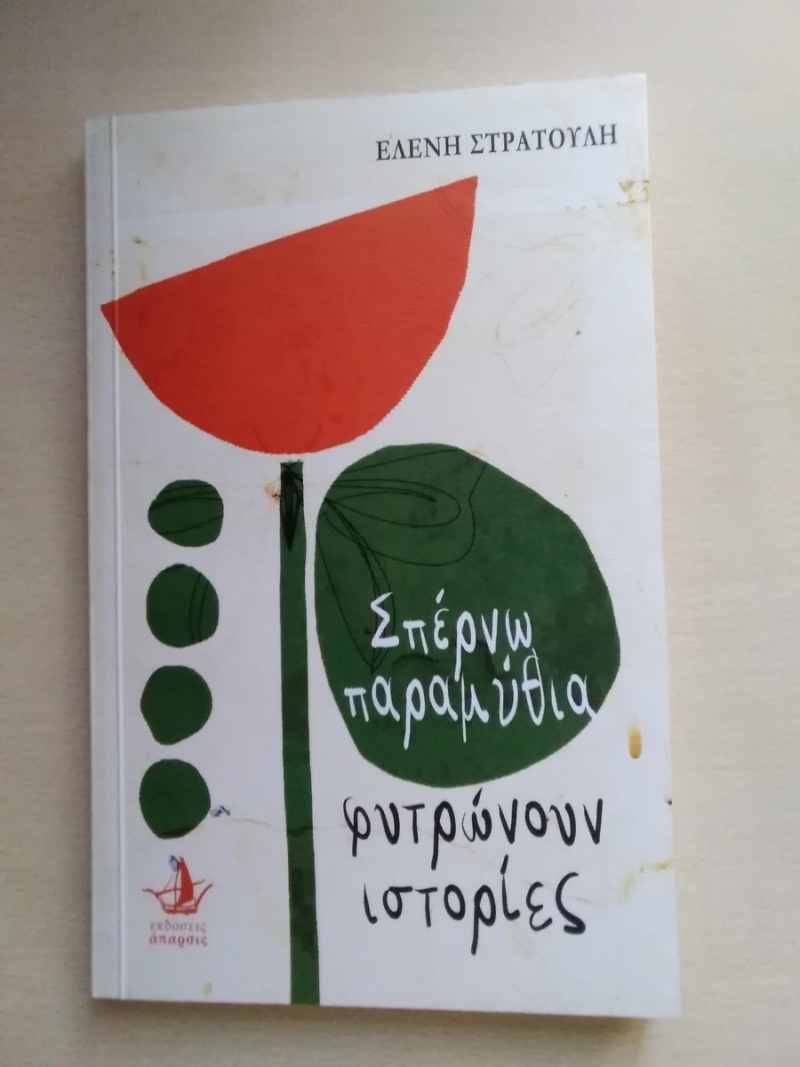 ΕΛΕΝΗ ΣΤΡΑΤΟΥΛΗ
Σπέρνω
παραμύθια
φυτρώνουν
ιστορίες
εκδόσεις
άπαρσις